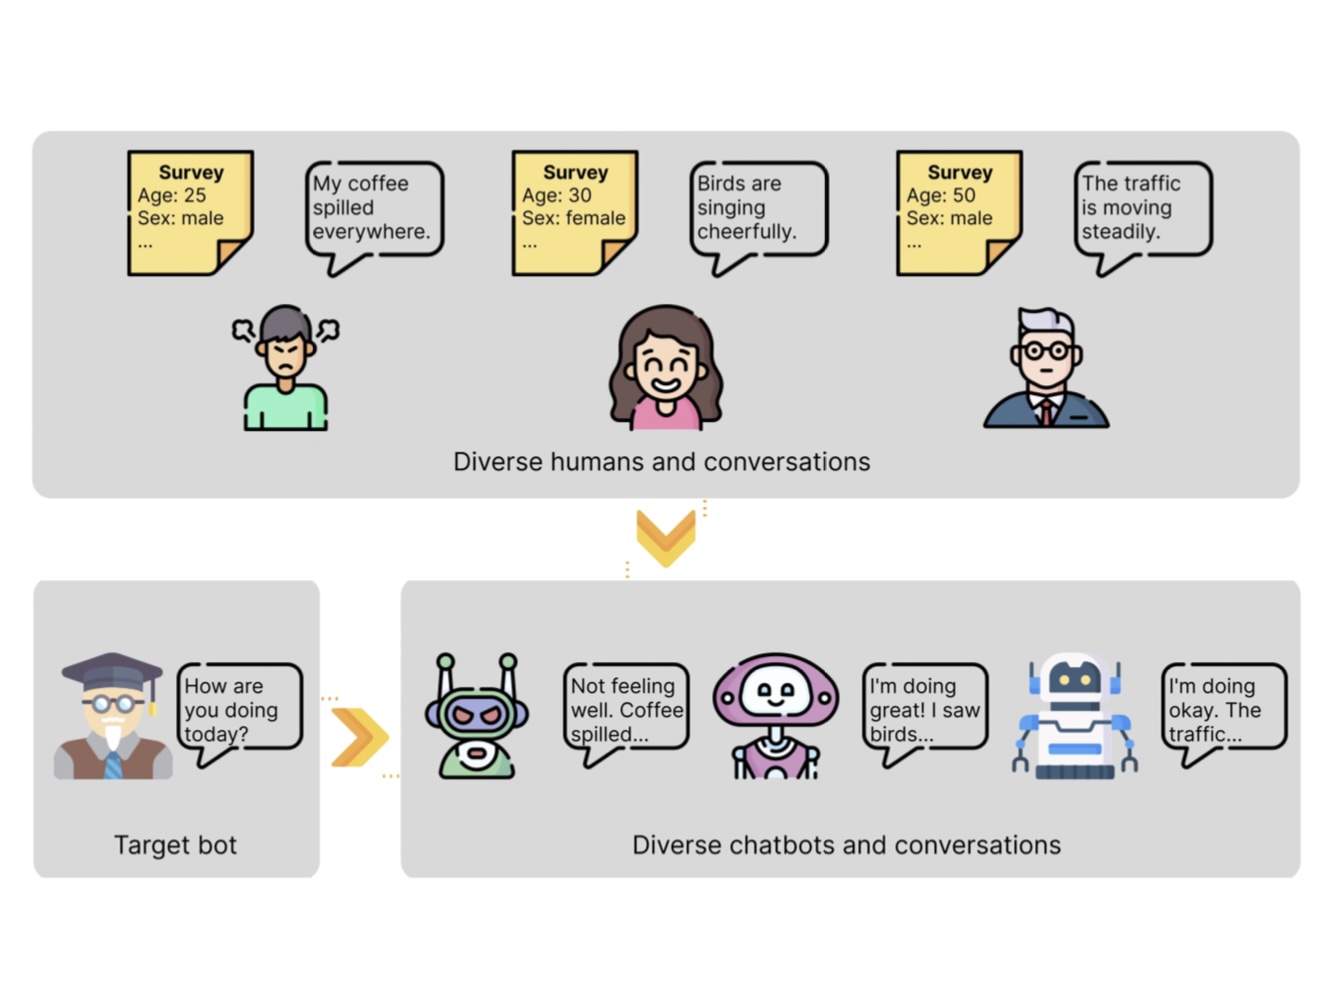 Survey
Age: 25
Sex: male
...
My coffee
spilled
everywhere.
Survey
Age: 30
Sex: female
...
Birds are
singing
cheerfully.
Survey
Age: 50
Sex: male
...
The traffic
is moving
steadily.
Diverse humans and conversations
How are
you doing
today?
Target bot
Not feeling
well. Coffee
spilled...
I'm doing
great! I saw
birds...
I'm doing
okay. The
traffic...
Diverse chatbots and conversations